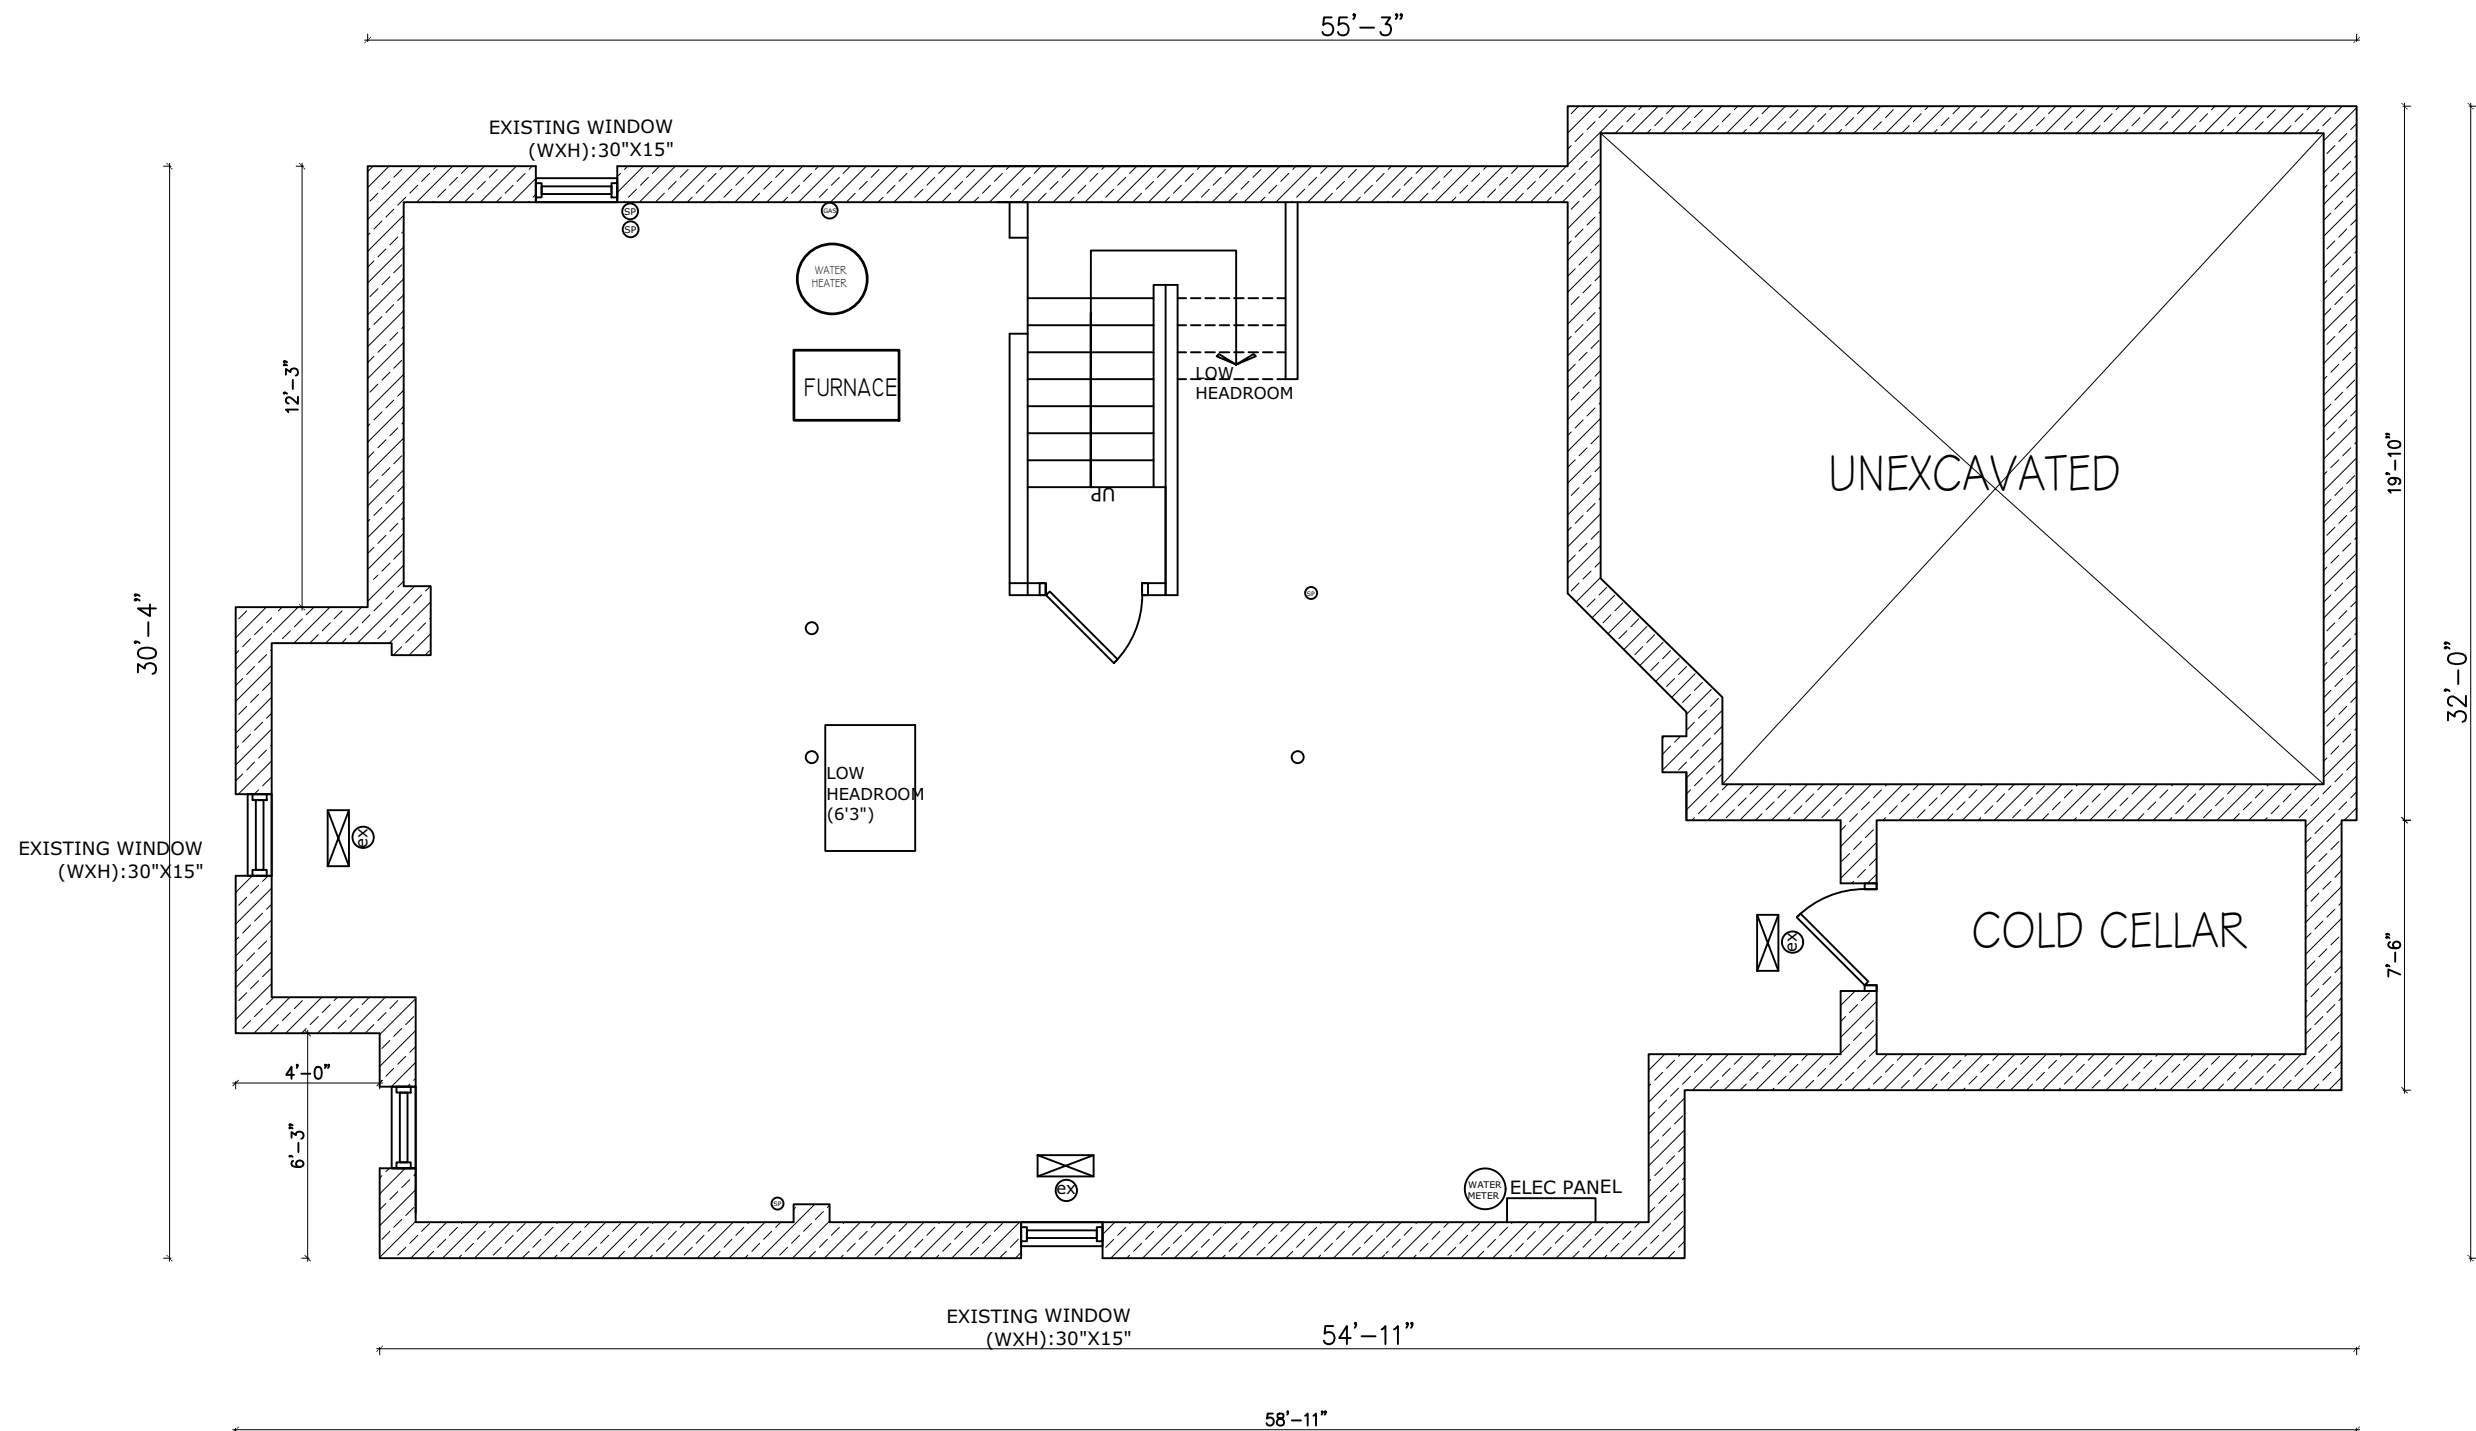 55'-3"
EXISTING WINDOW
(WXH):30"X15"
SP
SP
GAS
WATER
HEATER
12'-3"
FURNACE
LOW
HEADROOM
UNEXCAVATED
19'-10"
UP
SP
30'-4"
32'-0"
LOW
HEADROOM
(6'3")
EXISTING WINDOW
(WXH):30"X15"
ex
ex
COLD CELLAR
7'-6"
4'-0"
6'-3"
SP
ex
WATER
METER
ELEC PANEL
EXISTING WINDOW
(WXH):30"X15"
54'-11"
58'-11"